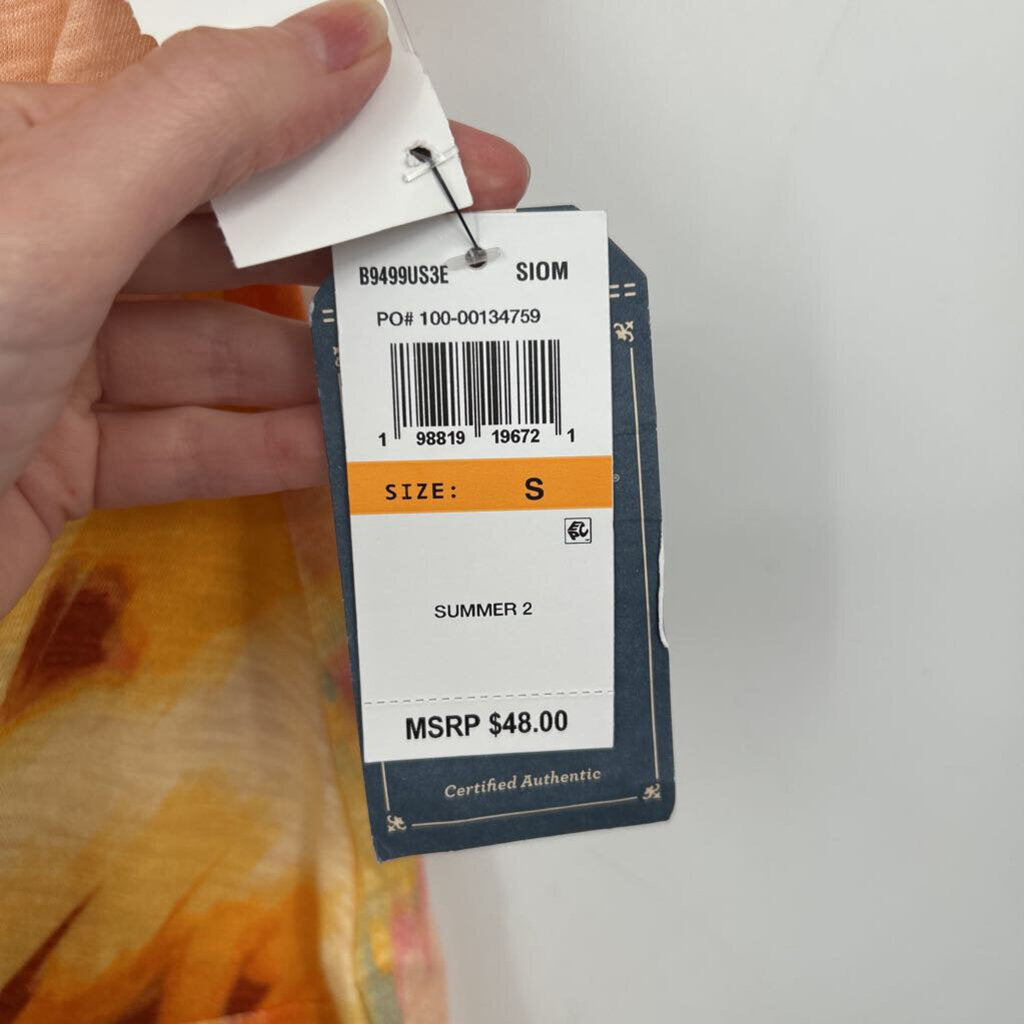 B9499US3E SIOM
PO# 100-00134759
1 98819 19672 1
SIZE: S
SUMMER 2
MSRP $48.00
Certified Authentic